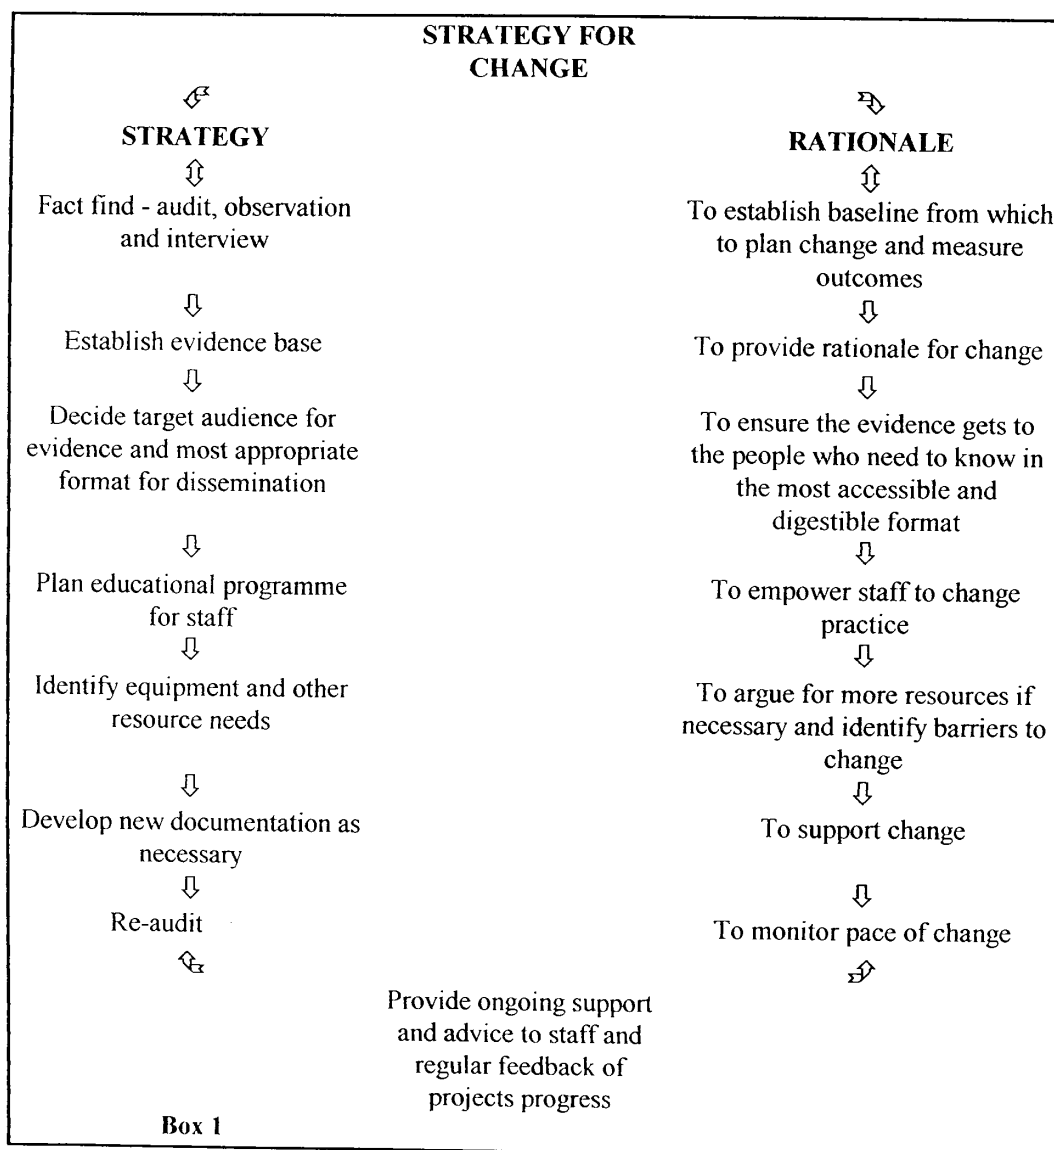 STRATEGY FOR
CHANGE
STRATEGY
Fact find - audit, observation
and interview
Establish evidence base
Decide target audience for
evidence and most appropriate
format for dissemination
Plan educational programme
for staff
Identify equipment and other
resource needs
Develop new documentation as
necessary
Re-audit
RATIONALE
To establish baseline from which
to plan change and measure
outcomes
To provide rationale for change
To ensure the evidence gets to
the people who need to know in
the most accessible and
digestible format
To empower staff to change
practice
To argue for more resources if
necessary and identify barriers to
change
To support change
To monitor pace of change
Provide ongoing support
and advice to staff and
regular feedback of
projects progress
Box 1